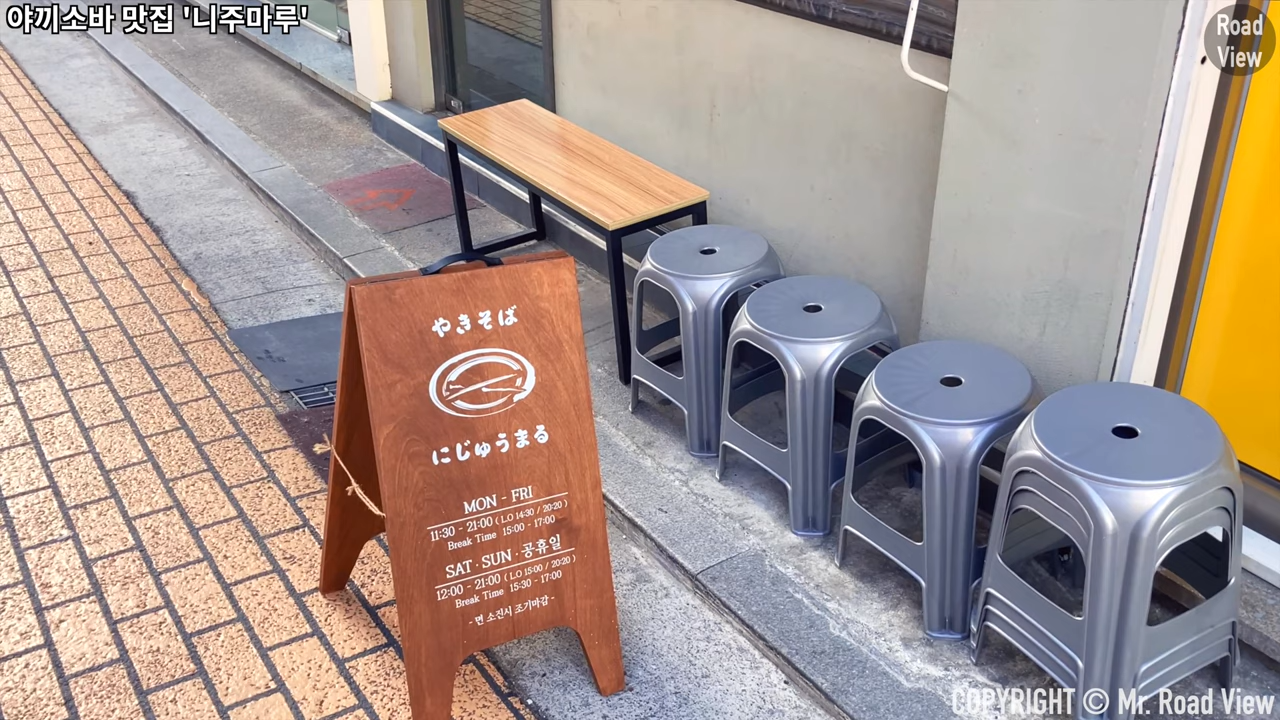 야끼소바 맛집 '니주마루'
Road
View
やきそば
にじゅうまる
MON - FRI
11:30 - 21:00 ( L.O 14:30 / 20:20 )
Break Time 15:00 - 17:00
SAT · SUN · 공휴일
12:00 - 21:00 ( L.O 15:00 / 20:20 )
Break Time 15:30 - 17:00
- 면 소진시 조기마감 -
COPYRIGHT © Mr. Road View